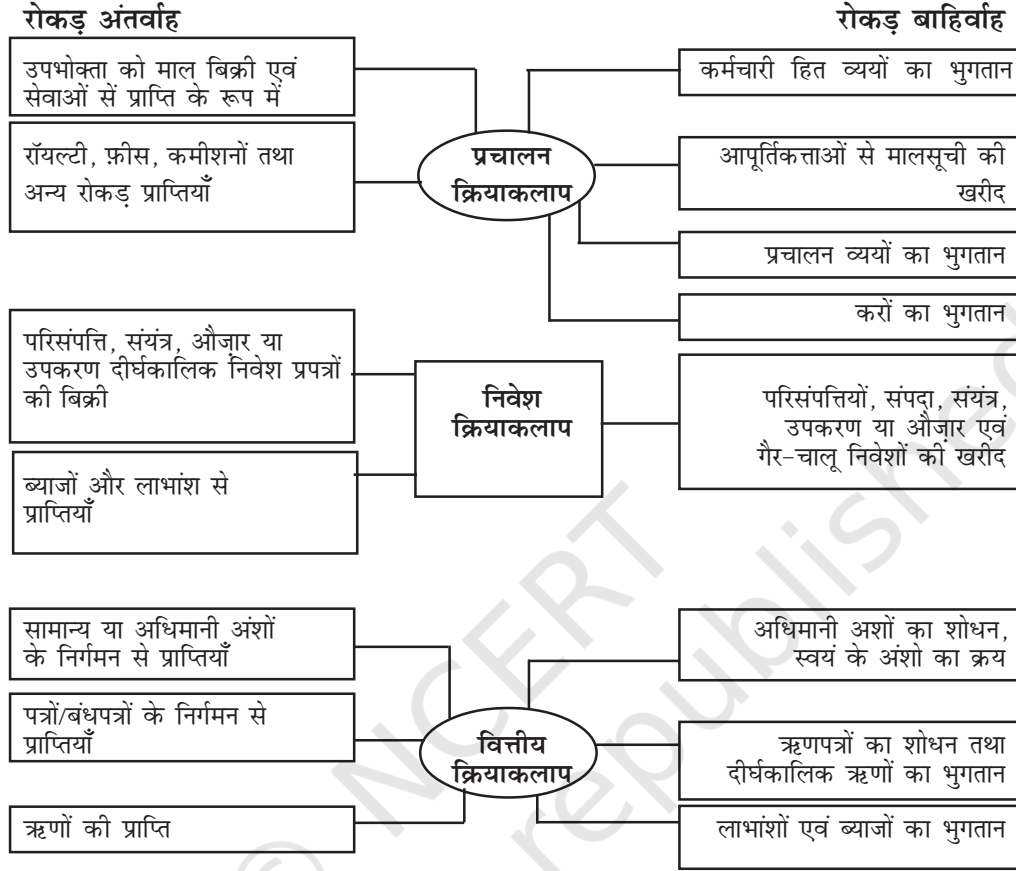 रोकड़ अंतर्वाह
रोकड़ बाहिर्वाह
उपभोक्ता को माल बिक्री एवं
सेवाओं सें प्राप्ति के रूप में
रॉयल्टी, फ़ीस, कमीशनों तथा
अन्य रोकड़ प्राप्तियाँ
प्रचालन
क्रियाकलाप
कर्मचारी हित व्ययों का भुगतान
आपूर्तिकत्ताओं से मालसूची की
खरीद
प्रचालन व्ययों का भुगतान
करों का भुगतान
परिसंपत्ति, संयंत्र, औज़ार या
उपकरण दीर्घकालिक निवेश प्रपत्रों
की बिक्री
ब्याजों और लाभांश से
प्राप्तियाँ
निवेश
क्रियाकलाप
परिसंपत्तियों, संपदा, संयंत्र,
उपकरण या औज़ार एवं
गैर-चालू निवेशों की खरीद
सामान्य या अधिमानी अंशों
के निर्गमन से प्राप्तियाँ
पत्रों/बंधपत्रों के निर्गमन से
प्राप्तियाँ
ऋणों की प्राप्ति
वित्तीय
क्रियाकलाप
अधिमानी अशों का शोधन,
स्वयं के अंशो का क्रय
ऋणपत्रों का शोधन तथा
दीर्घकालिक ऋणों का भुगतान
लाभांशों एवं ब्याजों का भुगतान
© NCERT
republished